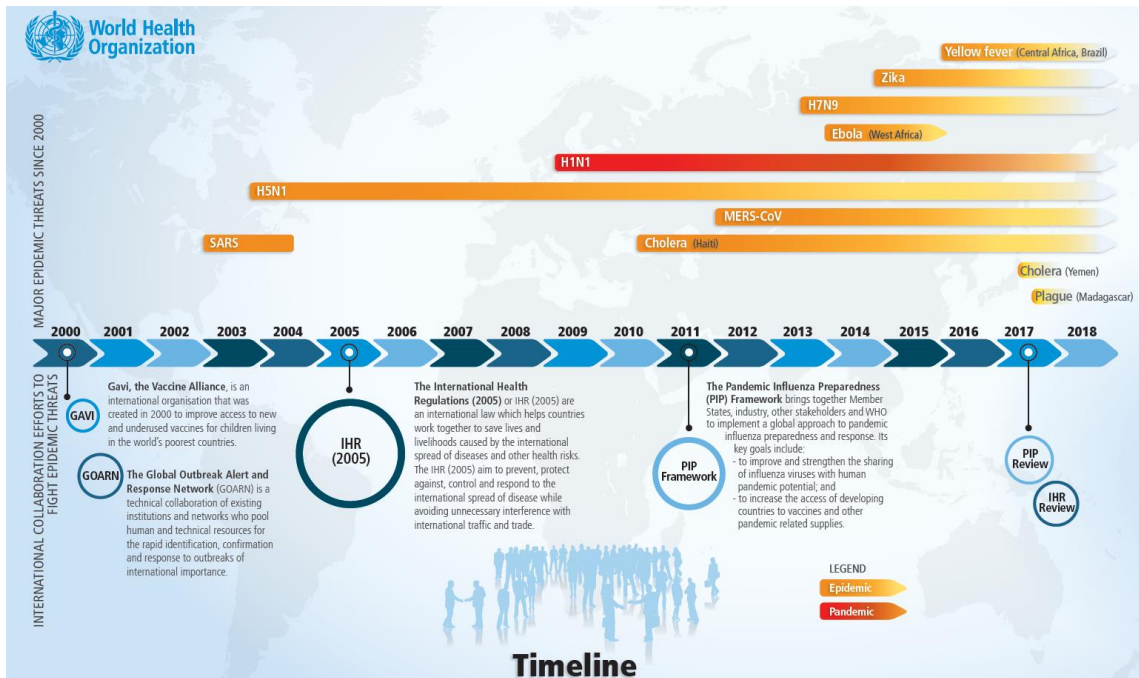 World Health
Organization
MAJOR EPIDEMIC THREATS SINCE 2000
Yellow fever (Central Africa, Brazil)
Zika
H7N9
Ebola (West Africa)
H1N1
H5N1
MERS-CoV
SARS
Cholera (Haiti)
Cholera (Yemen)
Plague (Madagascar)
2000 2001 2002 2003 2004 2005 2006 2007 2008 2009 2010 2011 2012 2013 2014 2015 2016 2017 2018
INTERNATIONAL COLLABORATION EFFORTS TO
FIGHT EPIDEMIC THREATS
GAVI
Gavi, the Vaccine Alliance, is an
international organisation that was
created in 2000 to improve access to new
and underused vaccines for children living
in the world's poorest countries.
GOARN
The Global Outbreak Alert and
Response Network (GOARN) is a
technical collaboration of existing
institutions and networks who pool
human and technical resources for
the rapid identification, confirmation
and response to outbreaks of
international importance.
IHR
(2005)
The International Health
Regulations (2005) or IHR (2005) are
an international law which helps countries
work together to save lives and
livelihoods caused by the international
spread of diseases and other health risks.
The IHR (2005) aim to prevent, protect
against, control and respond to the
international spread of disease while
avoiding unnecessary interference with
international traffic and trade.
PIP
Framework
The Pandemic Influenza Preparedness
(PIP) Framework brings together Member
States, industry, other stakeholders and WHO
to implement a global approach to pandemic
influenza preparedness and response. Its
key goals include:
- to improve and strengthen the sharing
of influenza viruses with human
pandemic potential; and
- to increase the access of developing
countries to vaccines and other
pandemic related supplies.
PIP
Review
IHR
Review
LEGEND
Epidemic
Pandemic
Timeline